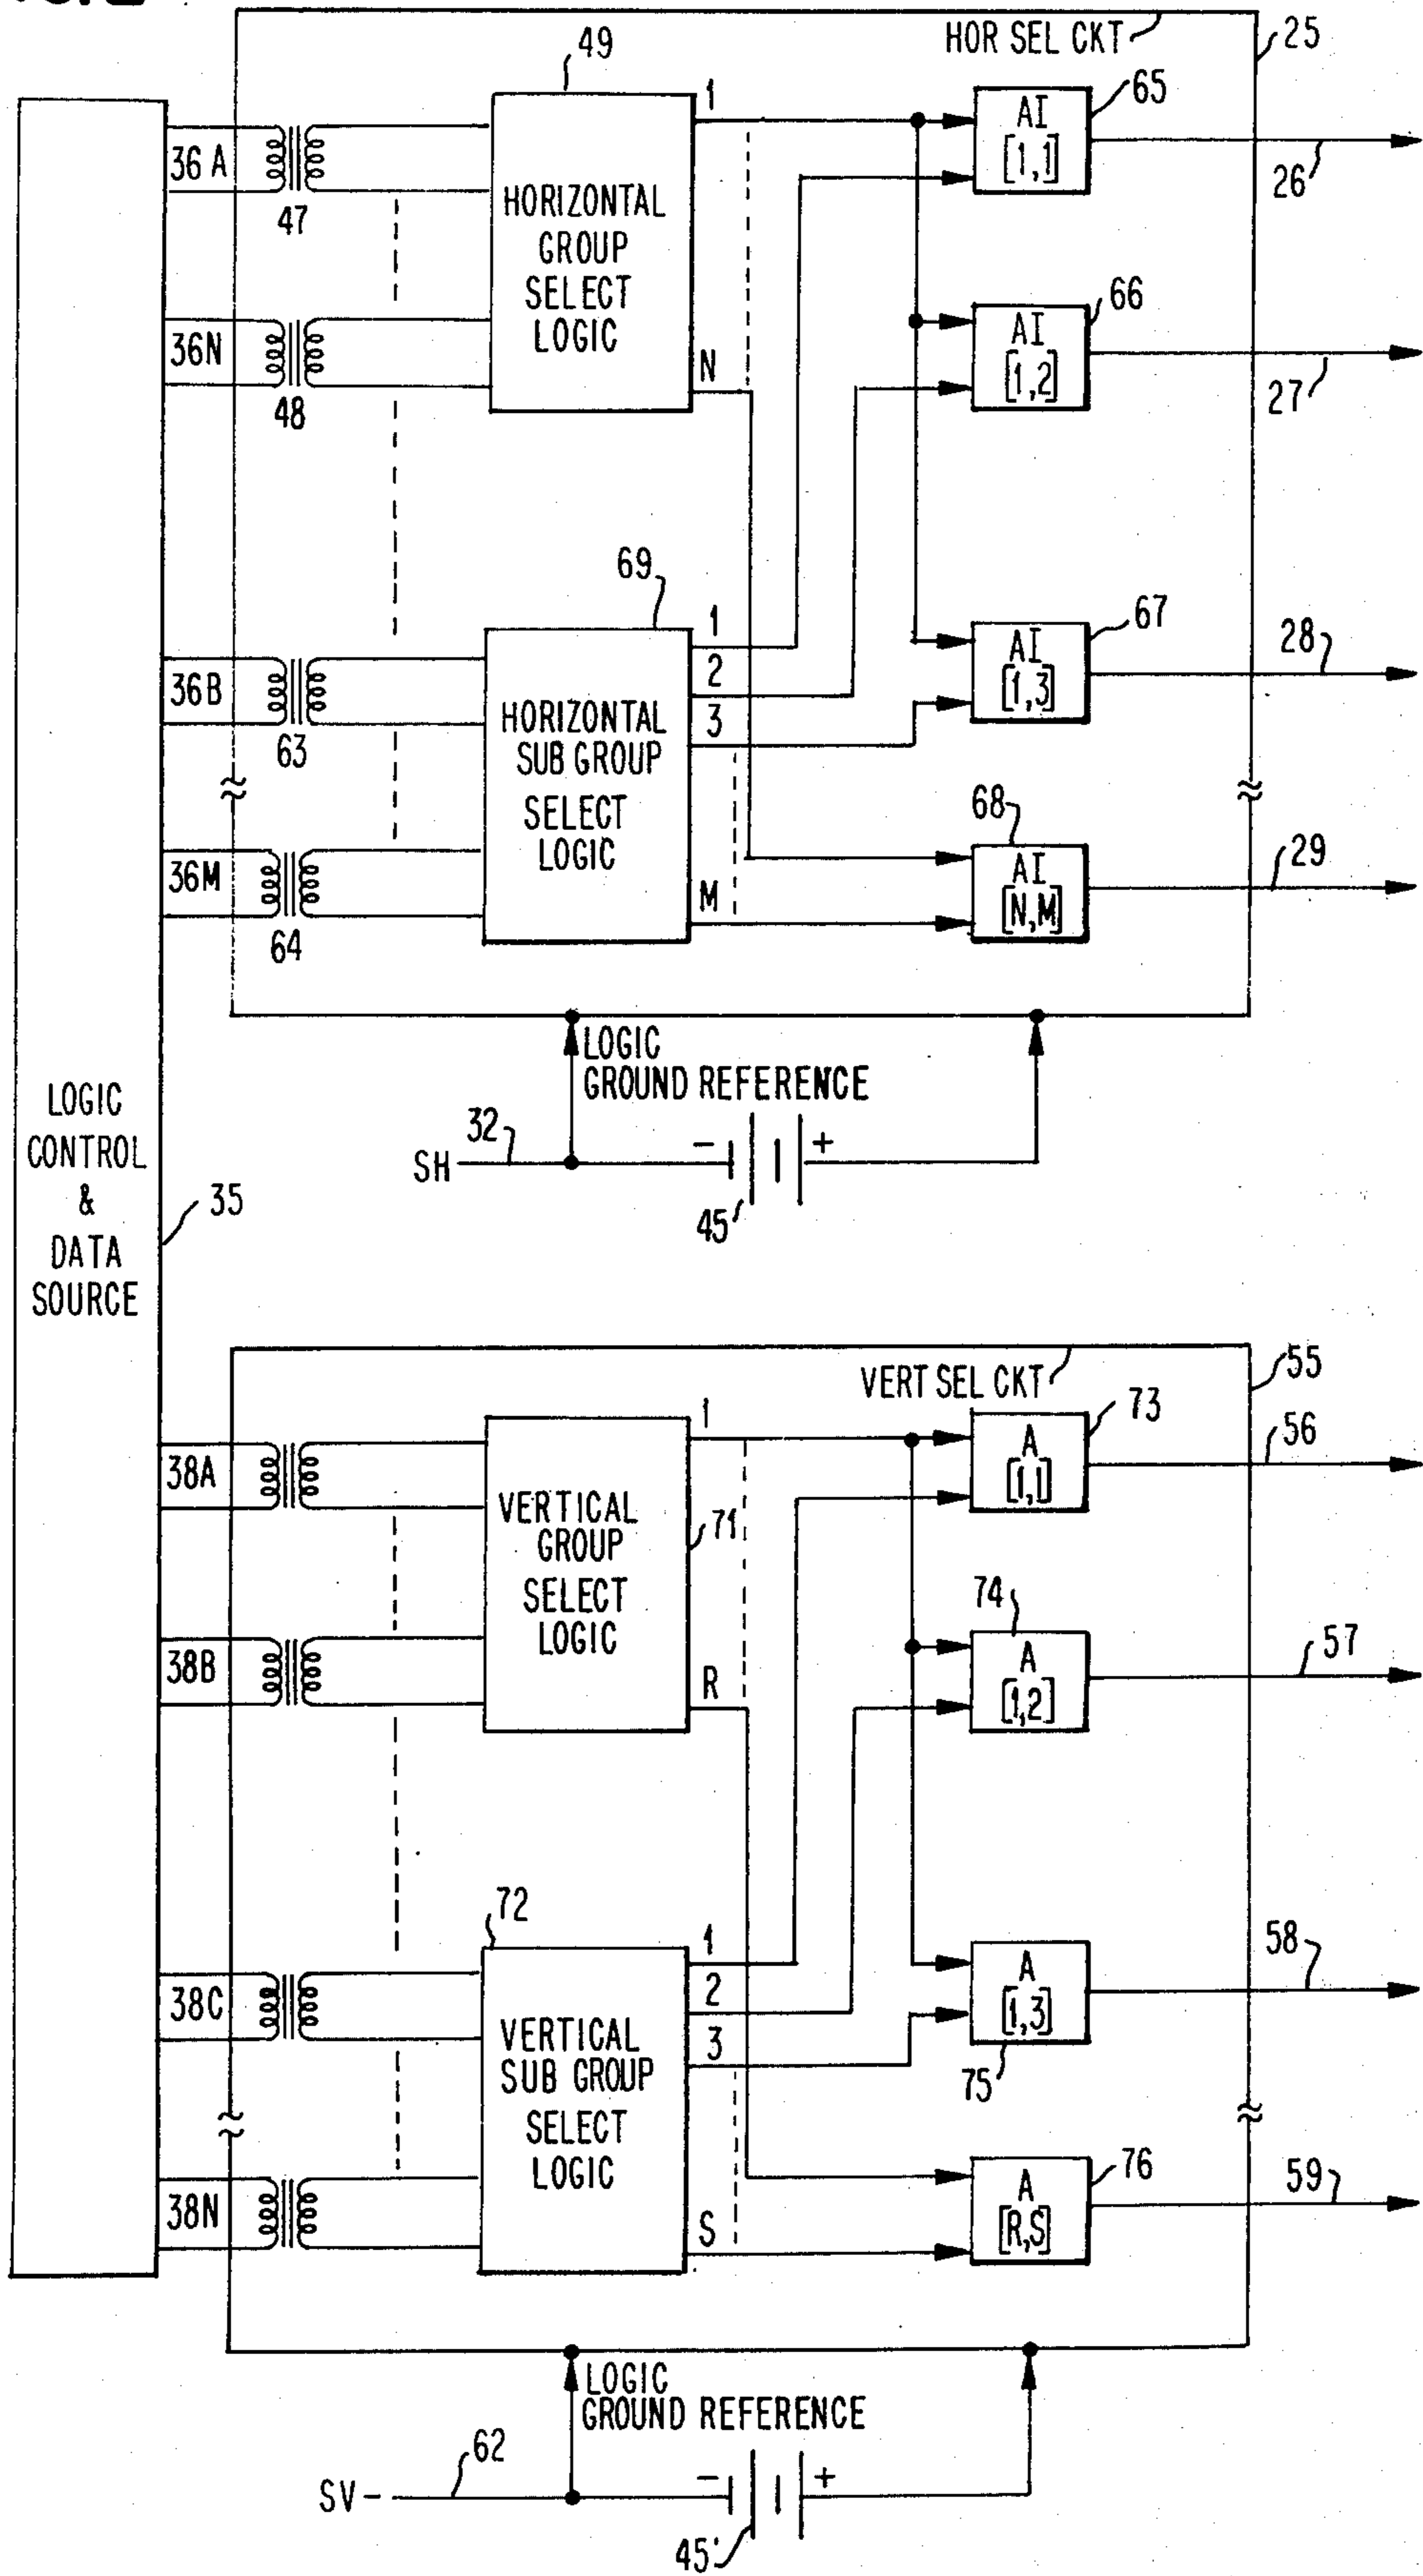 HOR SEL CKT
25
49
1
65
AI
[1,1]
26
36A
47
HORIZONTAL
GROUP
SELECT
LOGIC
66
AI
[1,2]
27
36N
48
N
69
1
2
3
67
AI
[1,3]
28
36B
63
HORIZONTAL
SUB GROUP
SELECT
LOGIC
68
AI
[N,M]
29
36M
64
M
LOGIC
GROUND REFERENCE
32
SH
-
+
45
LOGIC
CONTROL
&
DATA
SOURCE
35
VERT SEL CKT
55
1
73
A
[1,1]
56
38A
VERTICAL
GROUP
SELECT
LOGIC
71
74
A
[1,2]
57
38B
R
72
1
2
3
A
[1,3]
75
58
38C
VERTICAL
SUB GROUP
SELECT
LOGIC
76
A
[R,S]
59
38N
S
LOGIC
GROUND REFERENCE
62
SV-
-
+
45'